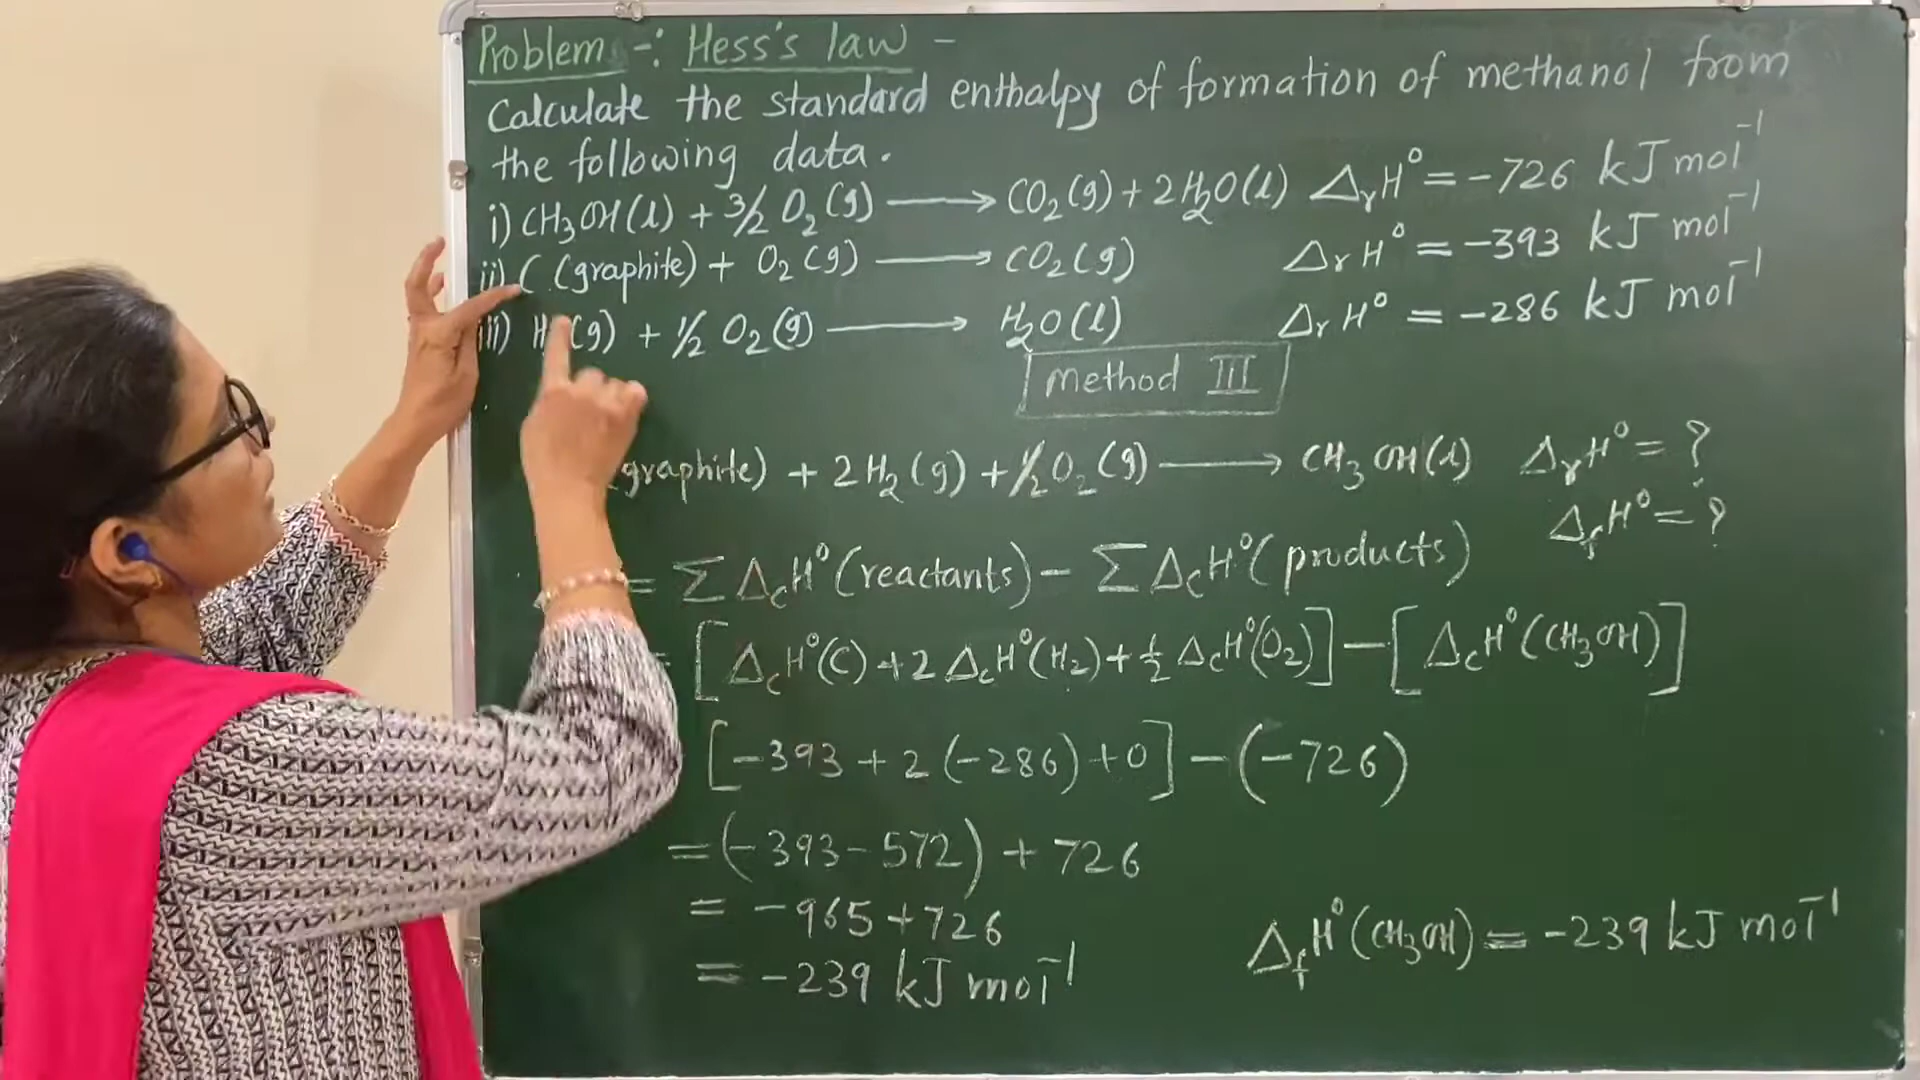 Problem -: Hess's law -
Calculate the standard enthalpy of formation of methanol from
the following data.
i) CH₃OH(l) + 3/2 O₂(g) ⟶ CO₂(g) + 2H₂O(l) ΔrH° = -726 kJ mol⁻¹
ii) C (graphite) + O₂(g) ⟶ CO₂(g) ΔrH° = -393 kJ mol⁻¹
iii) H (g) + 1/2 O₂(g) ⟶ H₂O(l) ΔrH° = -286 kJ mol⁻¹
Method III
graphite) + 2H₂(g) + 1/2O₂(g) ⟶ CH₃OH(l) ΔrH° = ?
ΔfH° = ?
= ΣΔcH°(reactants) - ΣΔcH°(products)
= [ΔcH°(C) + 2ΔcH°(H₂) + 1/2 ΔcH°(O₂)] - [ΔcH°(CH₃OH)]
[-393 + 2(-286) + 0] - (-726)
= (-393 - 572) + 726
= -965 + 726
= -239 kJ mol⁻¹
ΔfH°(CH₃OH) = -239 kJ mol⁻¹